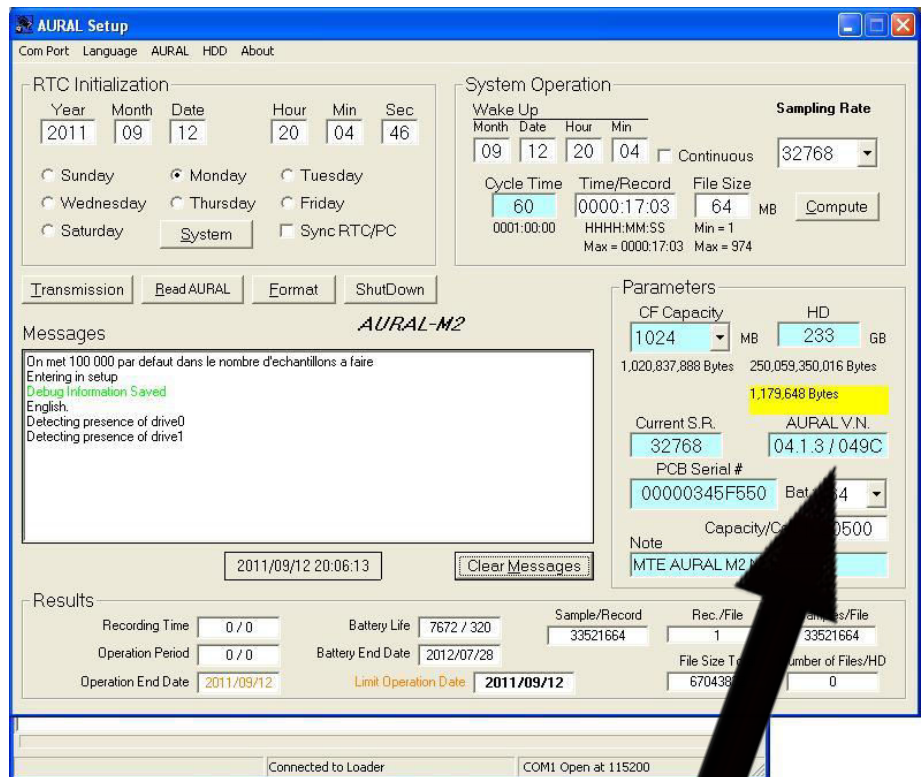 AURAL Setup
Com Port Language AURAL HDD About
RTC Initialization
Year Month Date Hour Min Sec
2011 09 12 20 04 46
Sunday Monday Tuesday
Wednesday Thursday Friday
Saturday System Sync RTC/PC
System Operation
Wake Up
Month Date Hour Min
09 12 20 04 Continuous
Sampling Rate
32768
Cycle Time Time/Record File Size
60 0000:17:03 64 MB Compute
0001:00:00 HHHH:MM:SS Min = 1
Max = 0000:17:03 Max = 974
Transmission Read AURAL Format ShutDown
Messages AURAL-M2
On met 100 000 par defaut dans le nombre d'echantillons a faire
Entering in setup
Debug Information Saved
English.
Detecting presence of drive0
Detecting presence of drive1
2011/09/12 20:06:13 Clear Messages
Parameters
CF Capacity HD
1024 MB 233 GB
1,020,837,888 Bytes 250,059,350,016 Bytes
1,179,648 Bytes
Current S.R. AURAL V.N.
32768 04.1.3 / 049C
PCB Serial #
00000345F550 Bat 64
Note
MTE AURAL M2
Results
Recording Time 0 / 0
Operation Period 0 / 0
Operation End Date 2011/09/12
Battery Life 7672 / 320
Battery End Date 2012/07/28
Limit Operation Date 2011/09/12
Sample/Record Rec./File
33521664 1 33521664
File Size Number of Files/HD
0
Connected to Loader COM1 Open at 115200